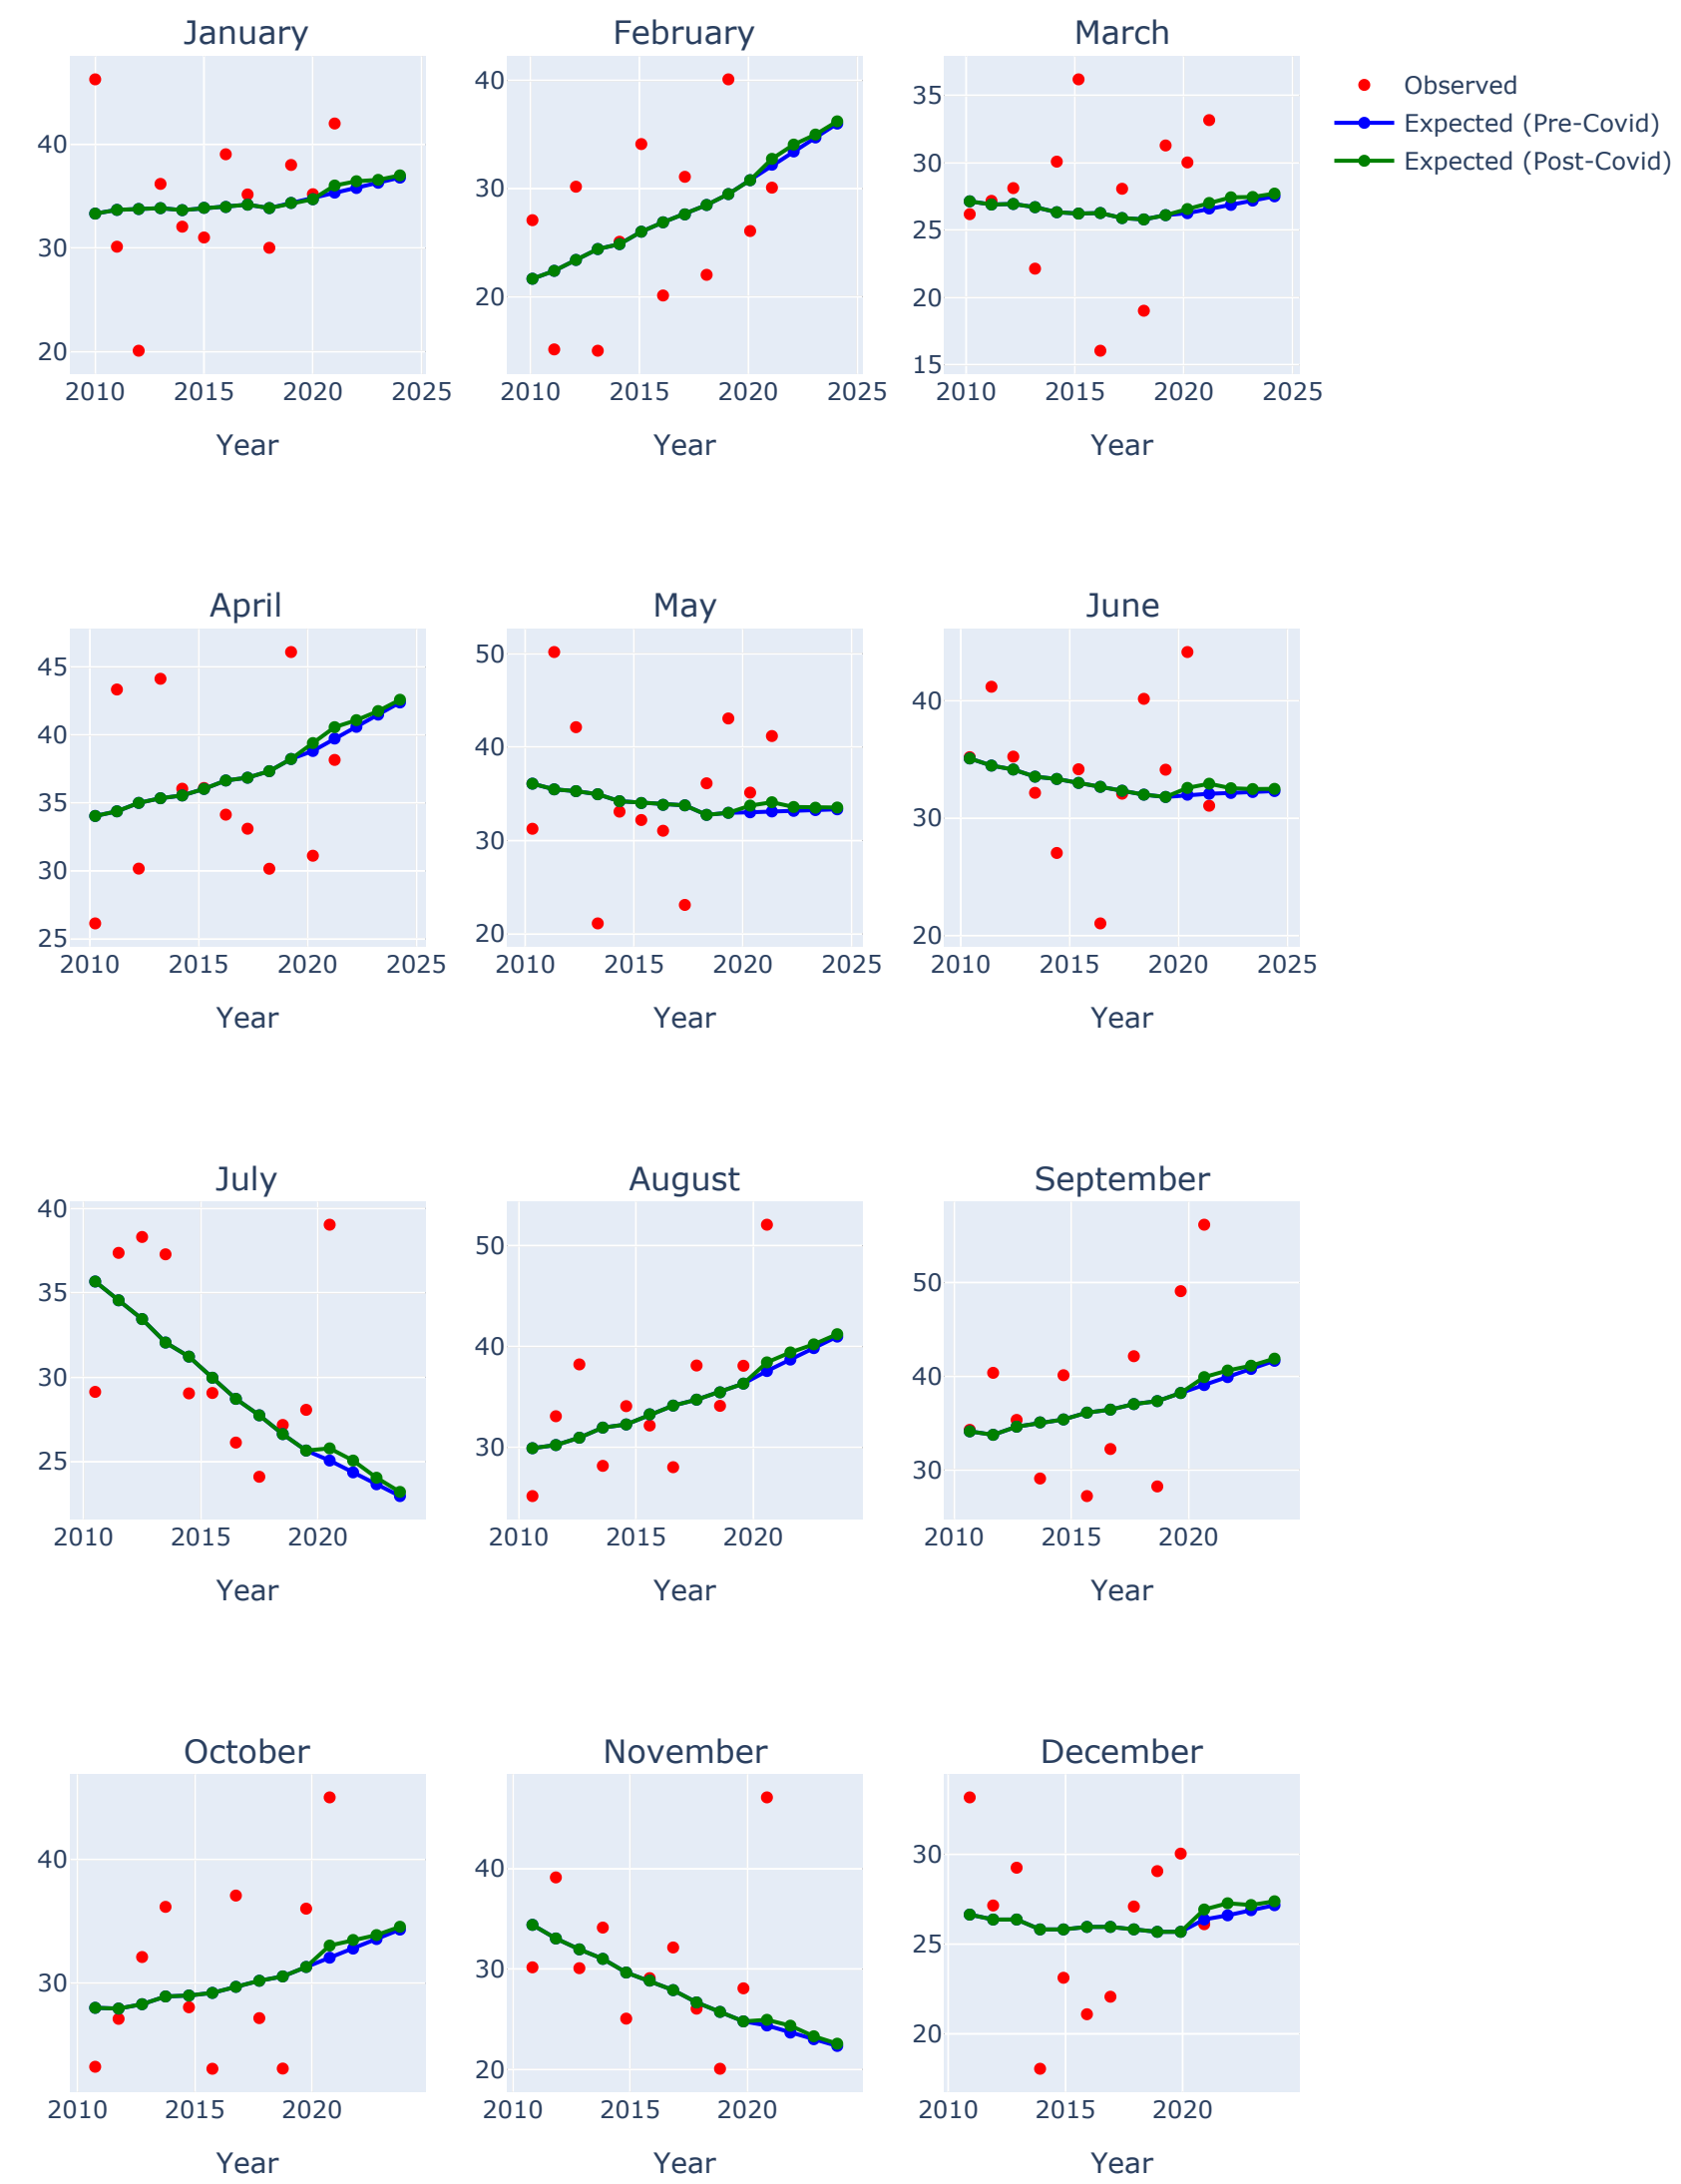 January February March
Observed
Expected (Pre-Covid)
Expected (Post-Covid)
40
30
20
2010 2015 2020 2025
Year
40
30
20
2010 2015 2020 2025
Year
35
30
25
20
15
2010 2015 2020 2025
Year
April May June
45
40
35
30
25
2010 2015 2020 2025
Year
50
40
30
20
2010 2015 2020 2025
Year
40
30
20
2010 2015 2020 2025
Year
July August September
40
35
30
25
2010 2015 2020
Year
50
40
30
2010 2015 2020
Year
50
40
30
2010 2015 2020
Year
October November December
40
30
2010 2015 2020
Year
40
30
20
2010 2015 2020
Year
30
25
20
2010 2015 2020
Year